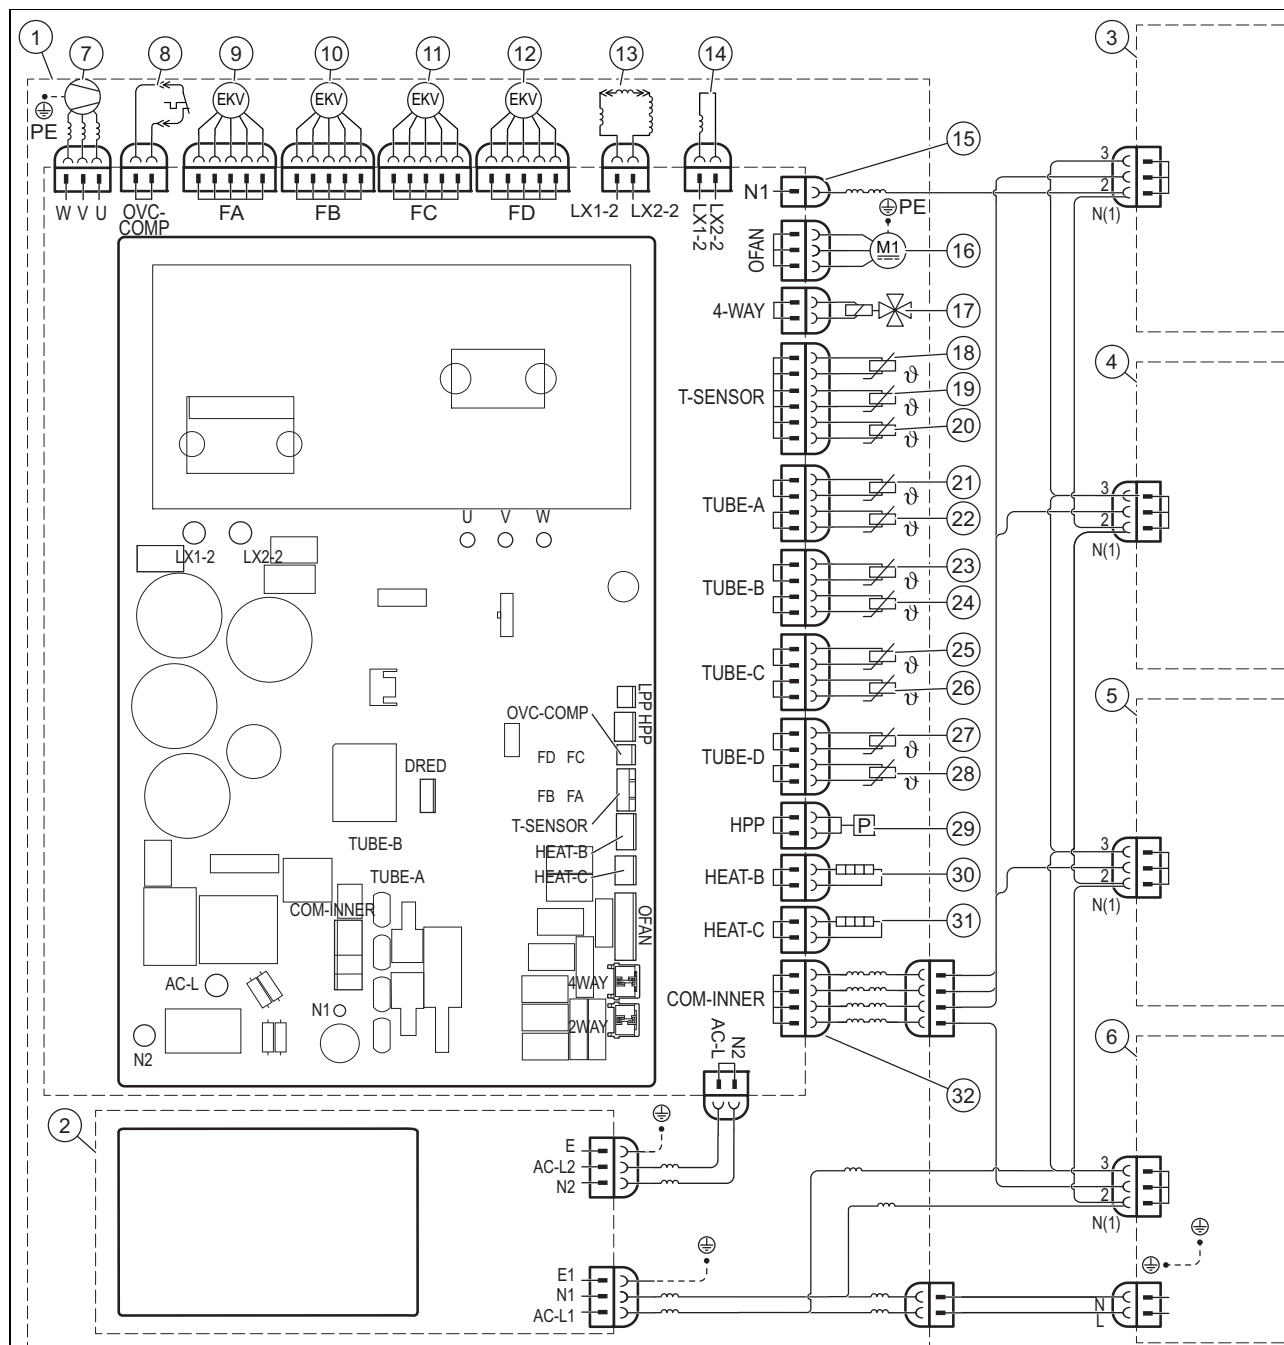 1 7 8 9 10 11 12 13 14 3
EKV EKV EKV EKV
PE
W V U OVC-COMP FA FB FC FD LX1-2 LX2-2 LX1-2 LX2-2
N1 15
3
2
N(1)
PE
OFAN M1 16
4-WAY 17
T-SENSOR
18 ϑ
19 ϑ
20 ϑ
4
TUBE-A
21 ϑ
22 ϑ
3
2
N(1)
U V W
LX1-2 LX2-2
TUBE-B
23 ϑ
24 ϑ
TUBE-C
25 ϑ
26 ϑ
5
LPP HPP
OVC-COMP
FD FC
DRED
FB FA
T-SENSOR
TUBE-B
HEAT-B
TUBE-A
HEAT-C
COM-INNER
OFAN
AC-L
4WAY
N1
2WAY
N2
TUBE-D
27 ϑ
28 ϑ
HPP P 29
HEAT-B 30
HEAT-C 31
3
2
N(1)
COM-INNER
AC-L N2
32
6
2
E
AC-L2
N2
3
2
N(1)
E1
N1
AC-L1
N
L